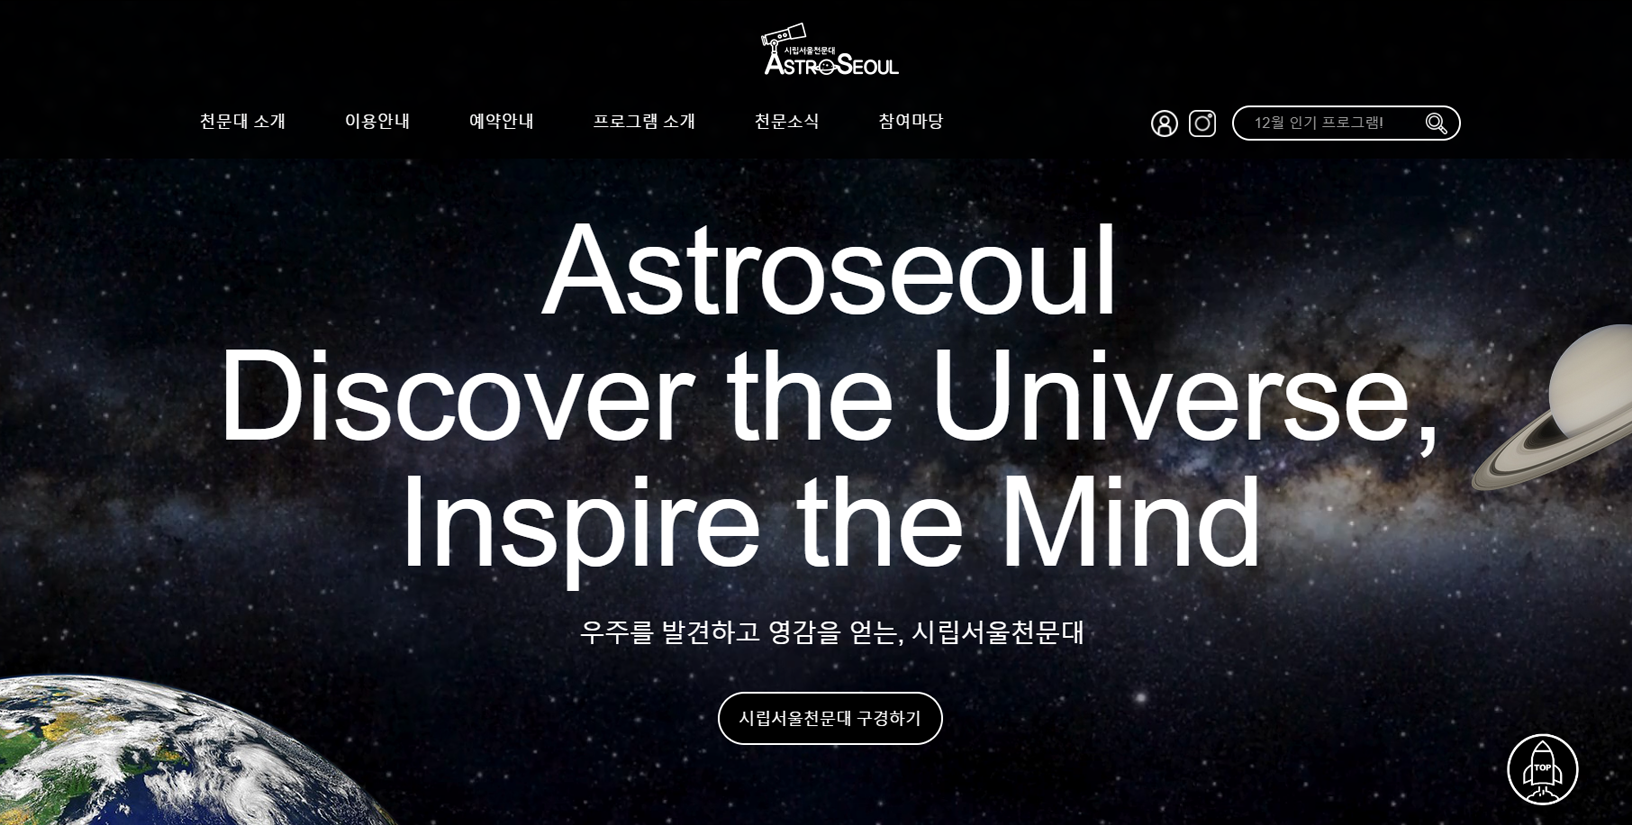 시립서울천문대
ASTROSEOUL
천문대 소개 이용안내 예약안내 프로그램 소개 천문소식 참여마당 12월 인기 프로그램!
Astroseoul
Discover the Universe,
Inspire the Mind
우주를 발견하고 영감을 얻는, 시립서울천문대
시립서울천문대 구경하기
TOP